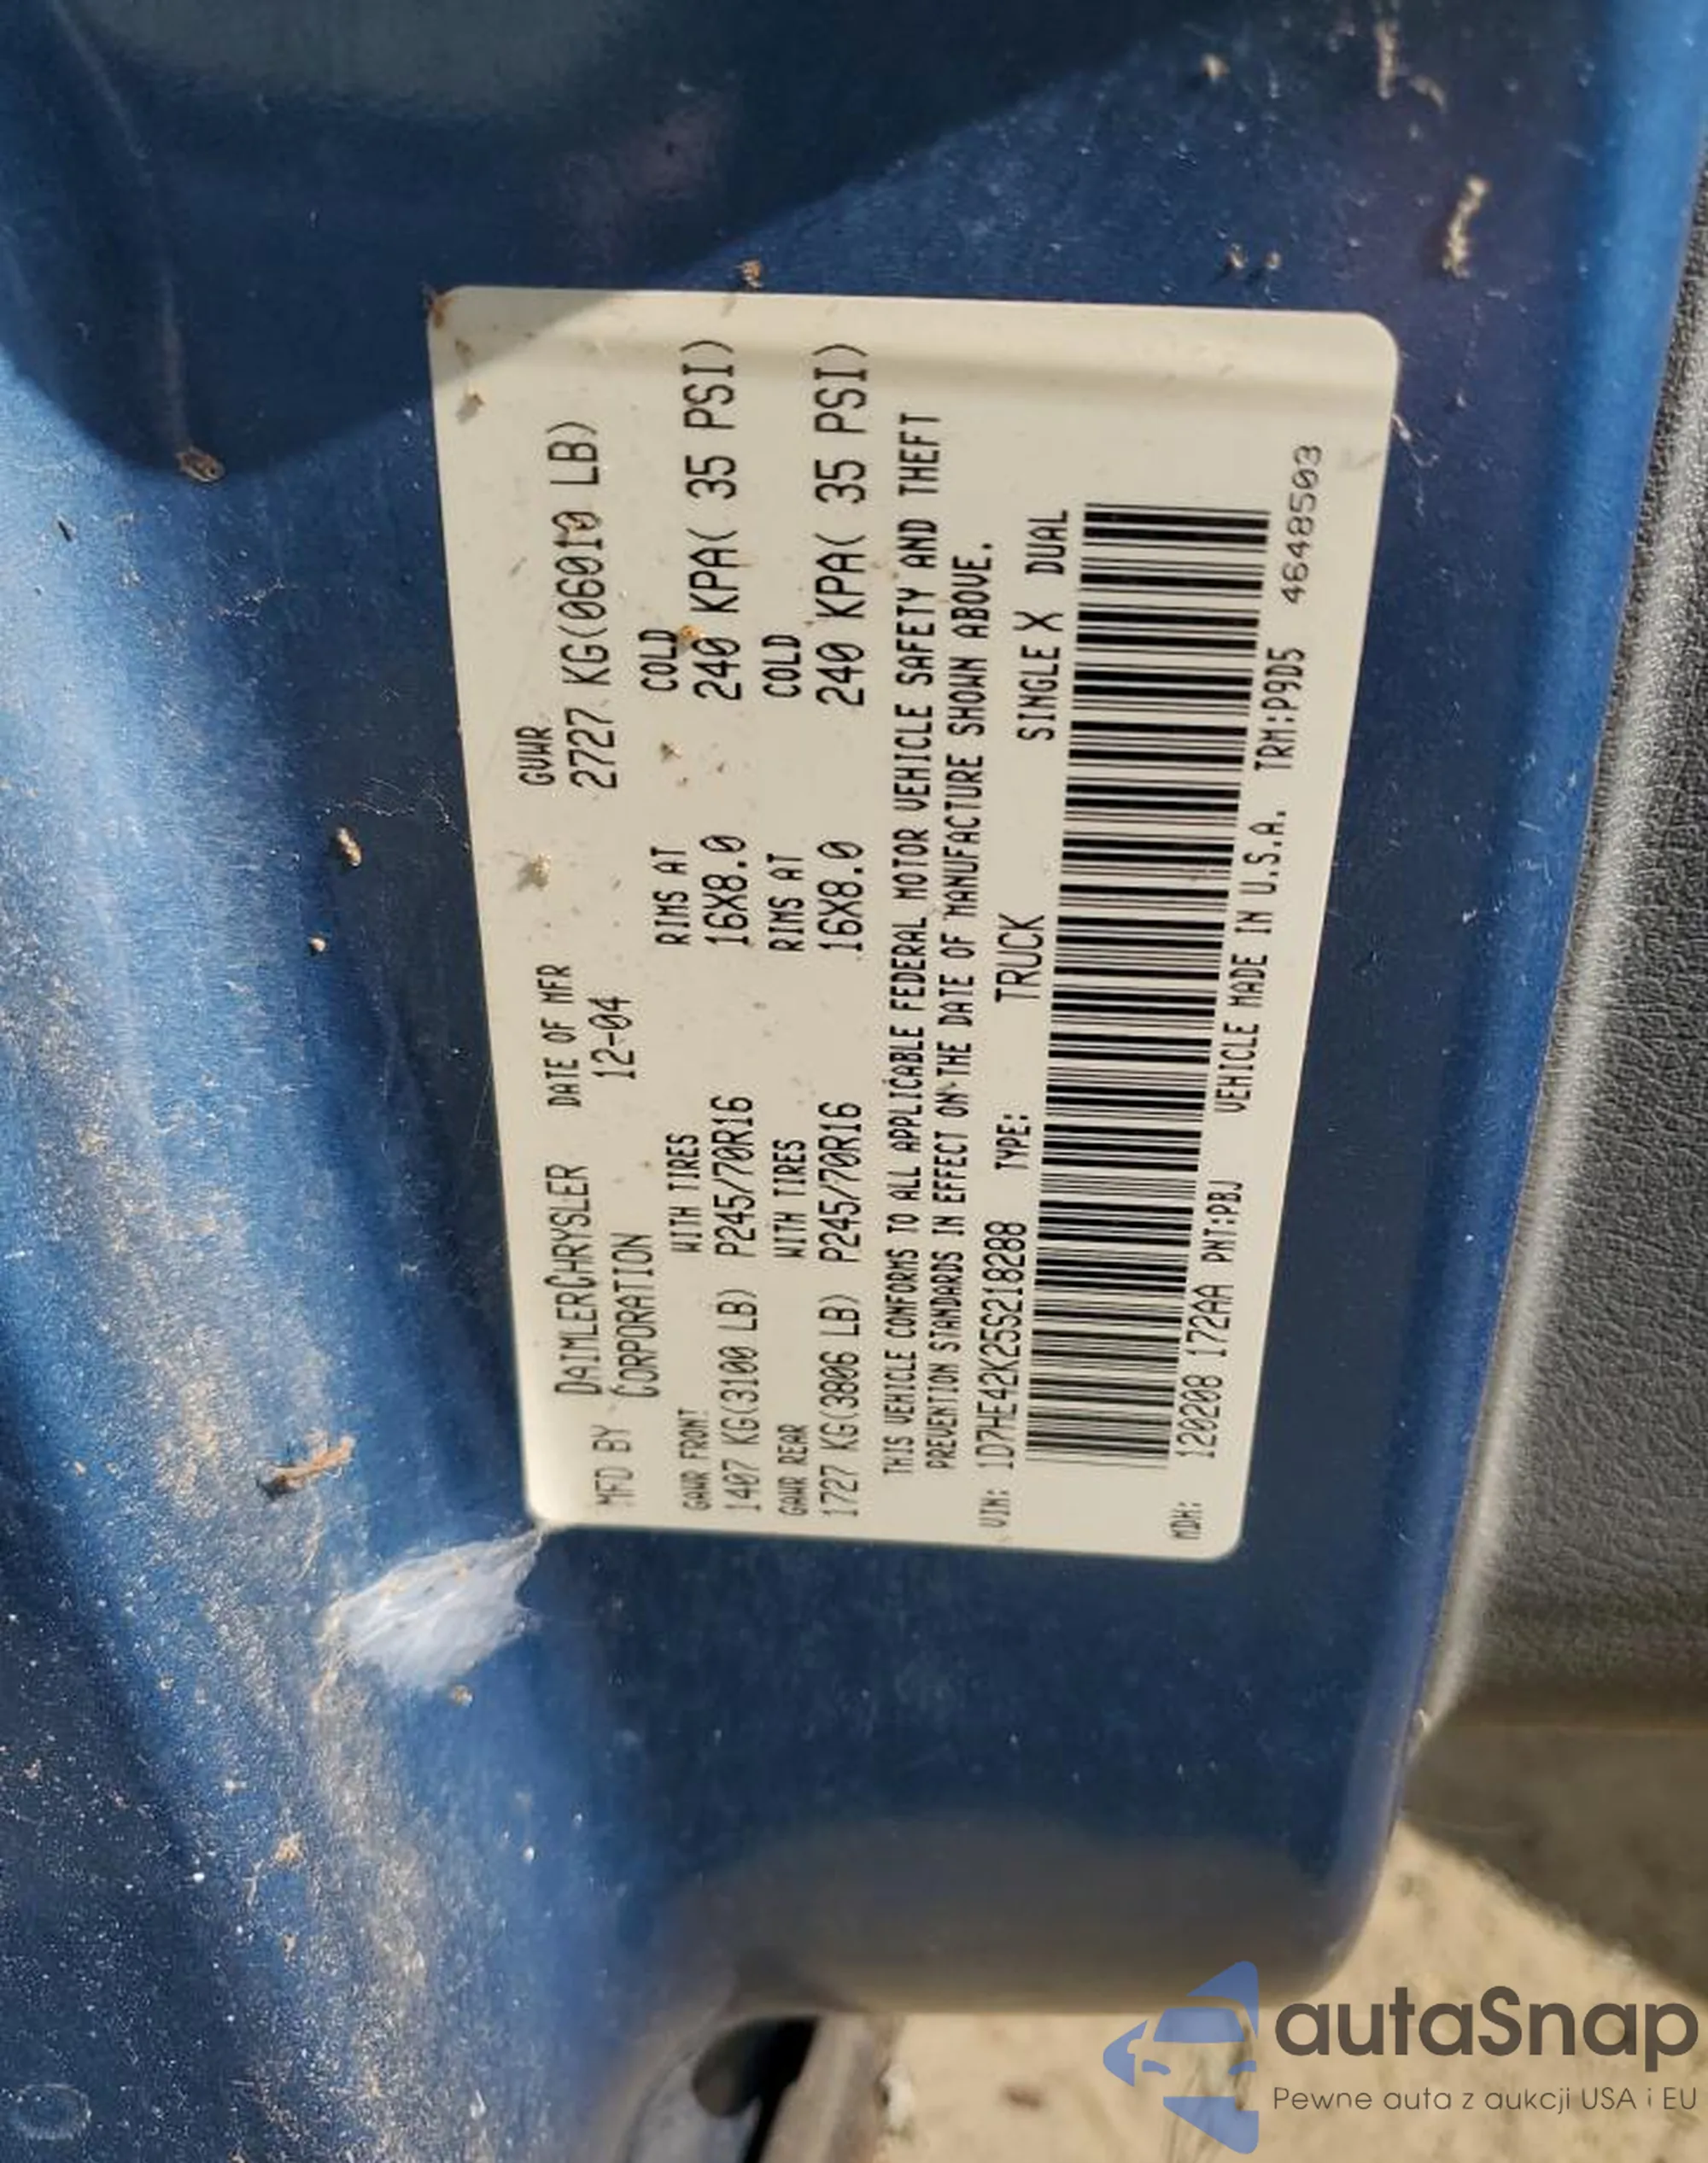 MFD BY DAIMLERCHRYSLER CORPORATION DATE OF MFR 12-04 GVWR 2727 KG(06010 LB)
GAWR FRONT WITH TIRES RIMS AT COLD
1407 KG(3100 LB) P245/70R16 16X8.0 240 KPA( 35 PSI)
GAWR REAR WITH TIRES RIMS AT COLD
1727 KG(3806 LB) P245/70R16 16X8.0 240 KPA( 35 PSI)
THIS VEHICLE CONFORMS TO ALL APPLICABLE FEDERAL MOTOR VEHICLE SAFETY AND THEFT
PREVENTION STANDARDS IN EFFECT ON THE DATE OF MANUFACTURE SHOWN ABOVE.
VIN: 1D7HE42K25S218288 TYPE: TRUCK SINGLE X DUAL
MDH: 120208 172AA PNT:PBJ VEHICLE MADE IN U.S.A. TRM:P9D5 4648503
autaSnap
Pewne auta z aukcji USA i EU